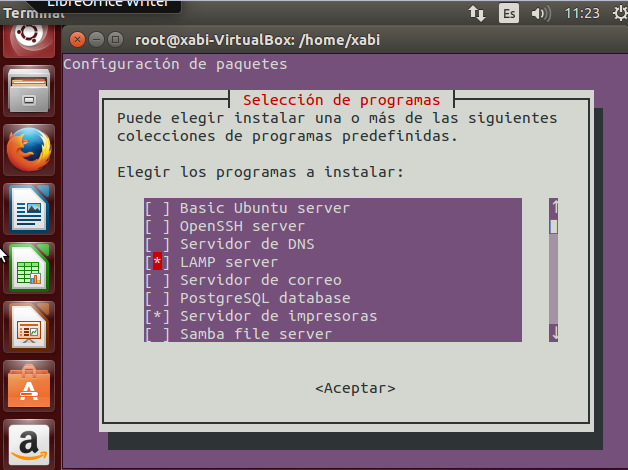 LibreOffice Writer
Terminal
Es
11:23
root@xabi-VirtualBox: /home/xabi
Configuración de paquetes
Selección de programas
Puede elegir instalar una o más de las siguientes
colecciones de programas predefinidas.
Elegir los programas a instalar:
[ ] Basic Ubuntu server
[ ] OpenSSH server
[ ] Servidor de DNS
[*] LAMP server
[ ] Servidor de correo
[ ] PostgreSQL database
[*] Servidor de impresoras
[ ] Samba file server
<Aceptar>